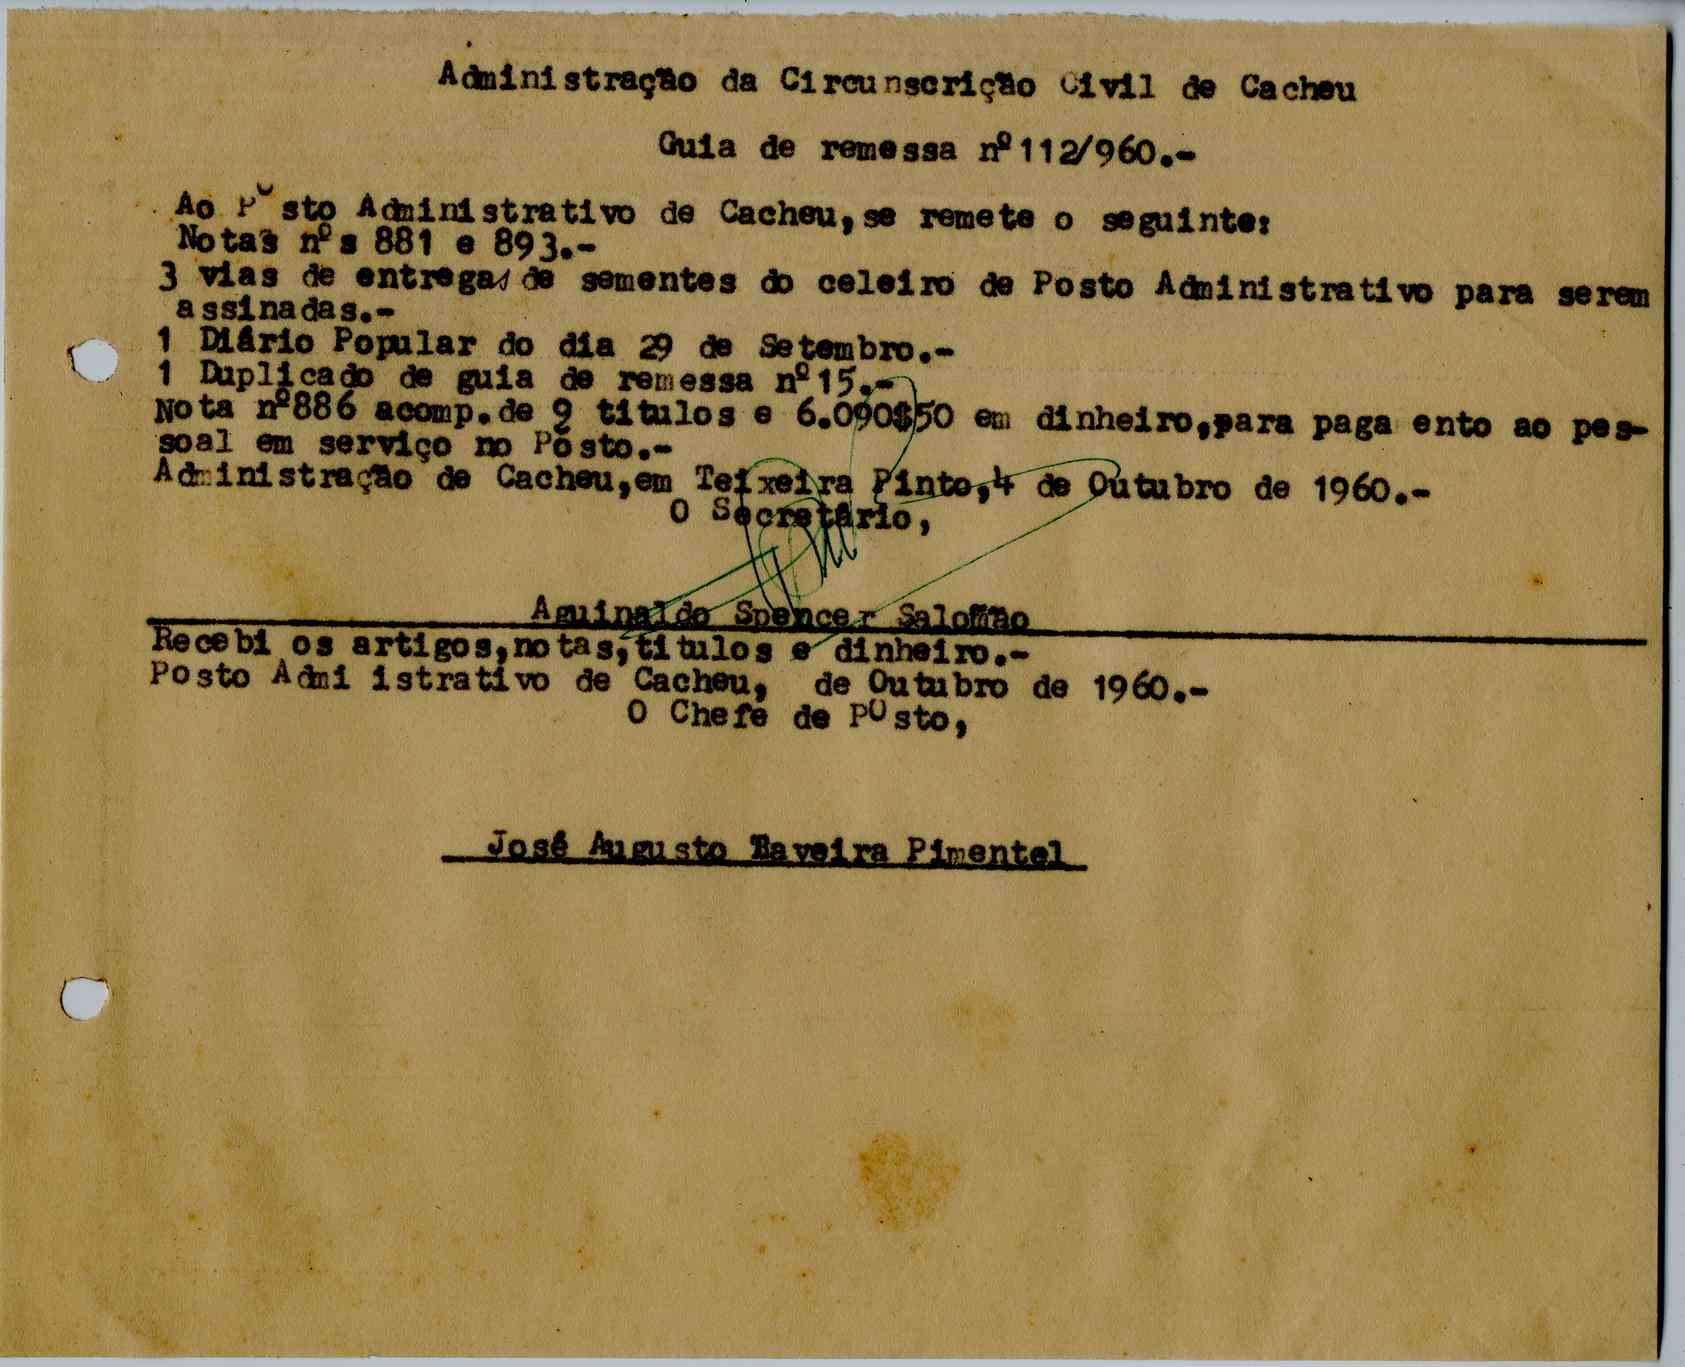 Administração da Circunscrição Civil de Cacheu
Guia de remessa nº112/960.-
Ao Posto Administrativo de Cacheu,se remete o seguinte:
Notas nºs 881 e 893.-
3 vias de entregas de sementes do celeiro de Posto Administrativo para serem
assinadas.-
1 Diário Popular do dia 29 de Setembro.-
1 Duplicado de guia de remessa nº15.-
Nota nº886 acomp.de 9 titulos e 6.090$50 em dinheiro,para paga ento ao pes-
soal em serviço no Posto.-
Administração de Cacheu,em Teixeira Pinto,4 de Outubro de 1960.-
O Secretário,
Aguinaldo Spencer Salomão
Recebi os artigos,notas,titulos e dinheiro.-
Posto Admi istrativo de Cacheu, de Outubro de 1960.-
O Chefe de Posto,
José Augusto Taveira Pimentel